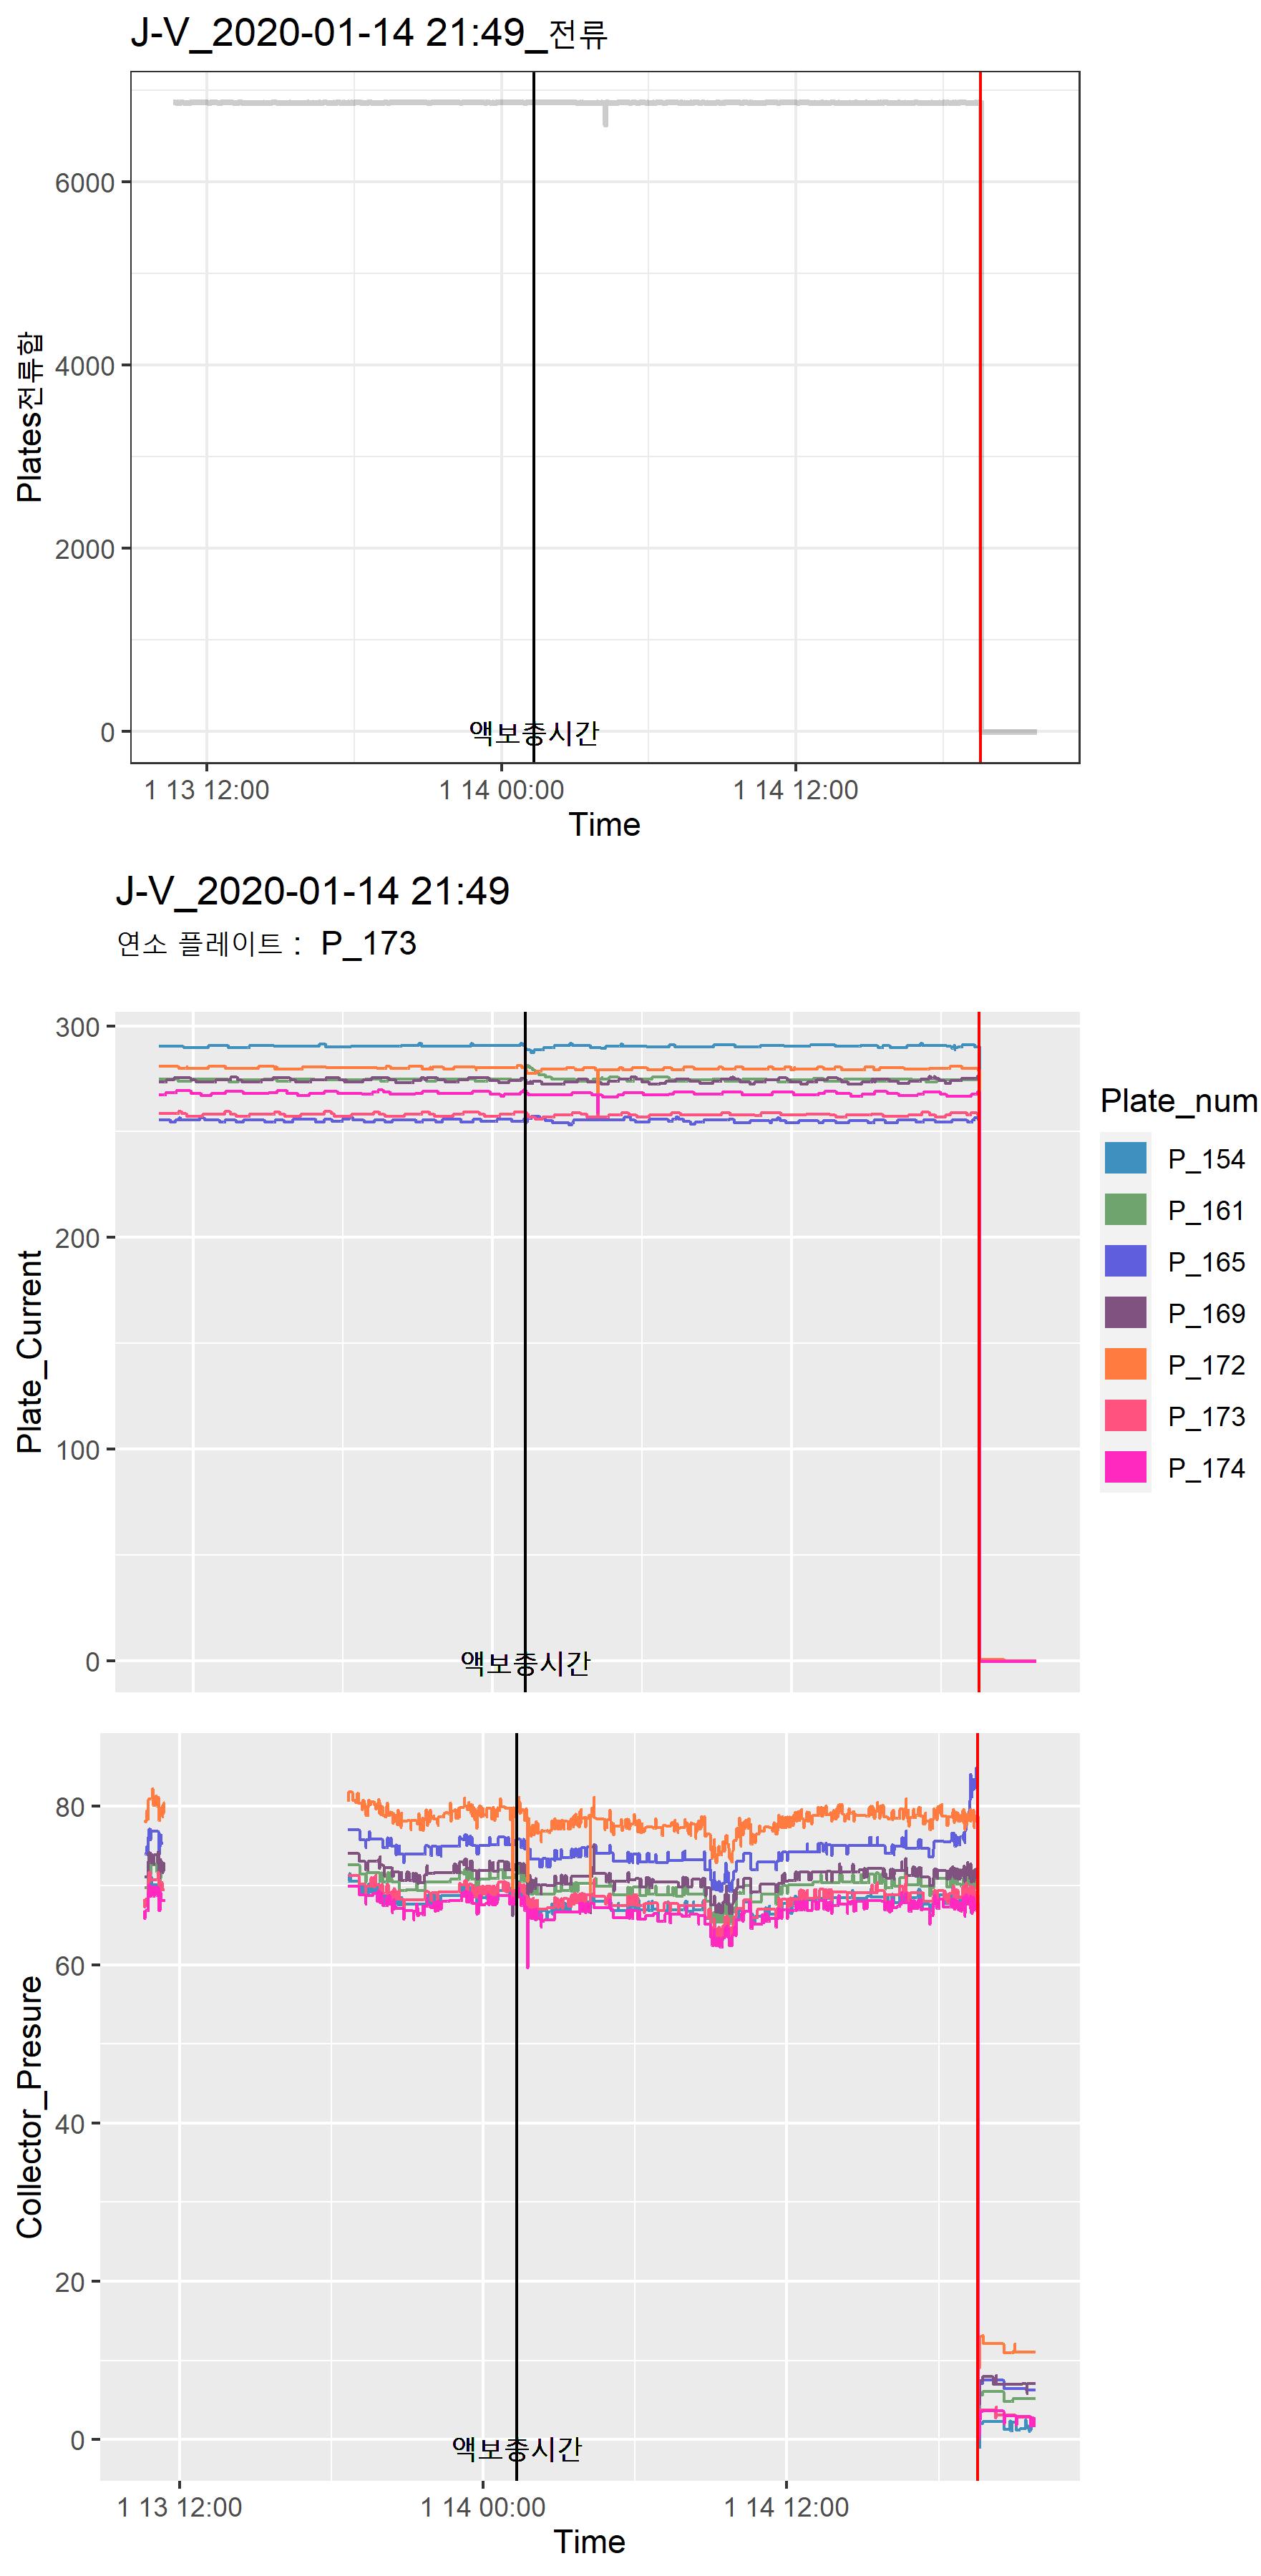 J-V_2020-01-14 21:49_전류
Plates전류합
6000
4000
2000
0
액보충시간
1 13 12:00
1 14 00:00
1 14 12:00
Time
J-V_2020-01-14 21:49
연소 플레이트 : P_173
Plate_Current
300
200
100
0
액보충시간
Plate_num
P_154
P_161
P_165
P_169
P_172
P_173
P_174
Collector_Presure
80
60
40
20
0
액보충시간
1 13 12:00
1 14 00:00
1 14 12:00
Time